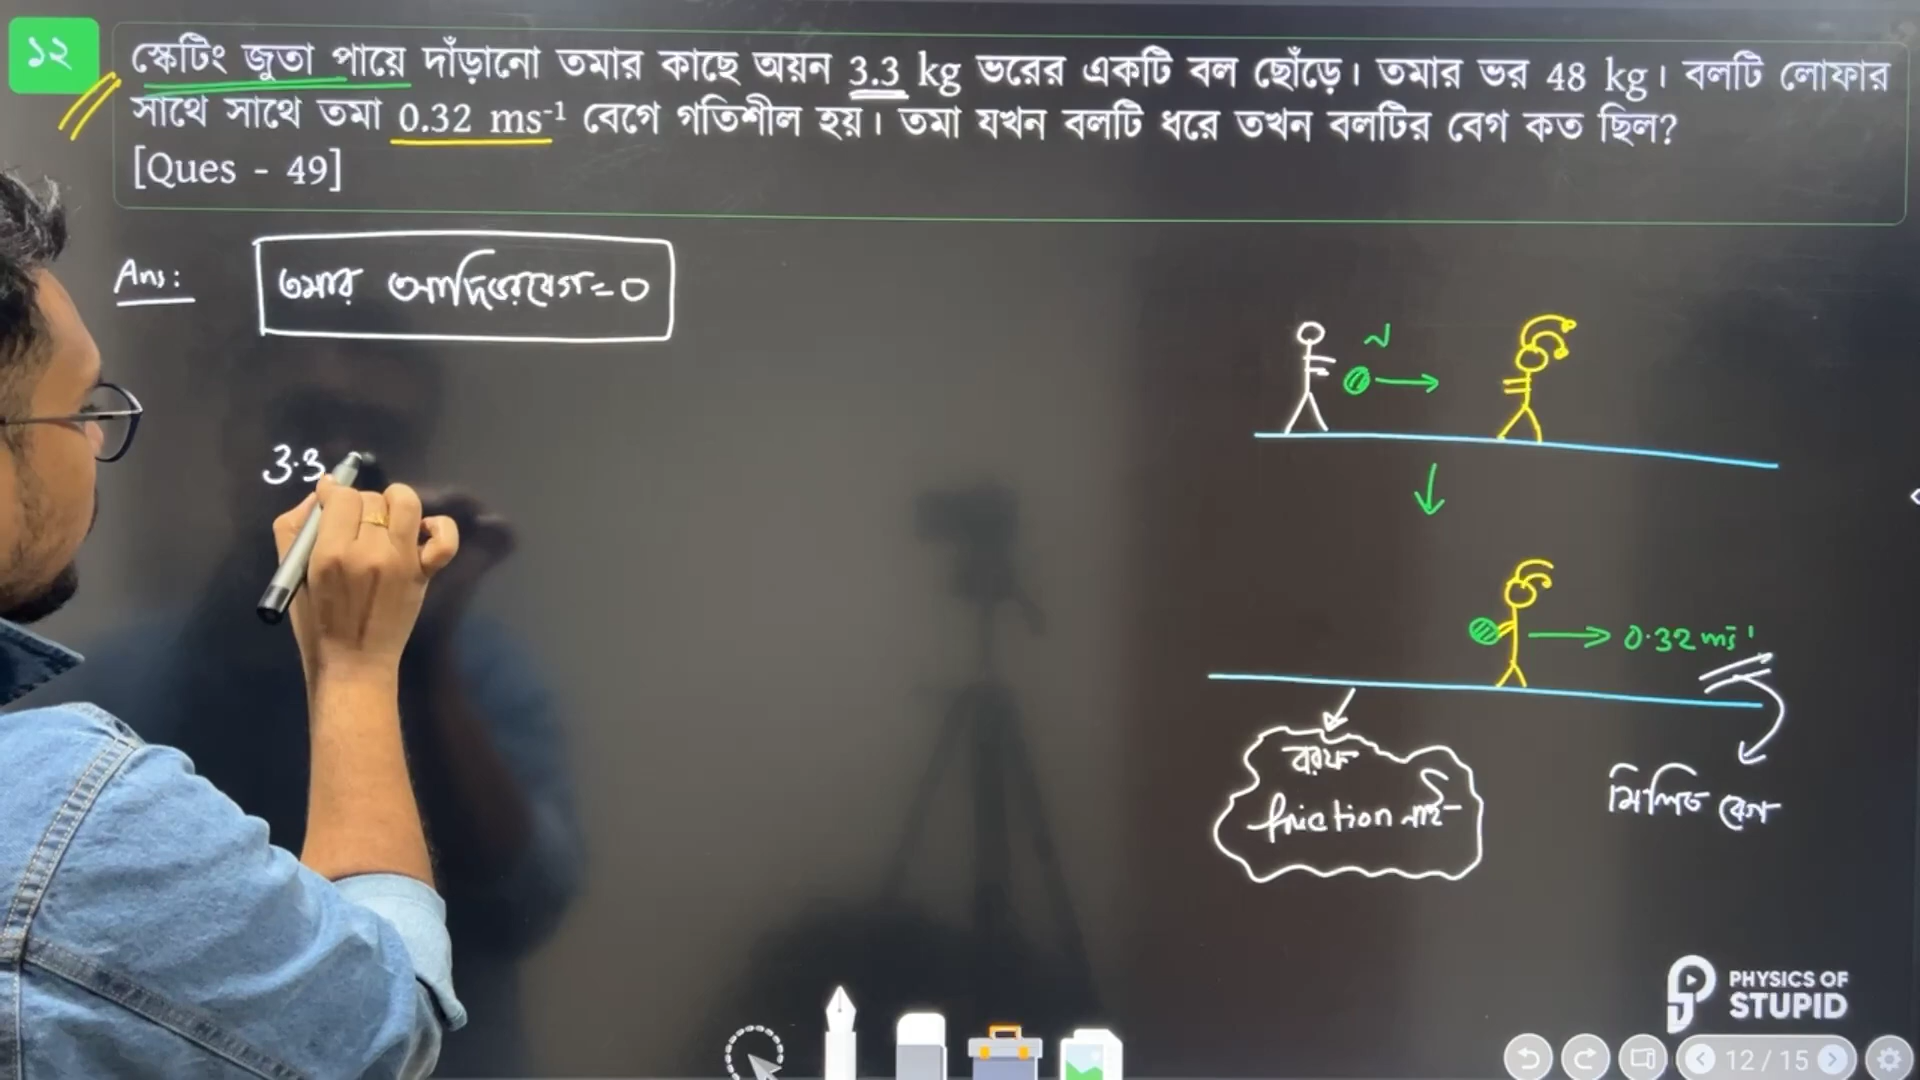 ১২
স্কেটিং জুতা পায়ে দাঁড়ানো তমার কাছে অয়ন 3.3 kg ভরের একটি বল ছোঁড়ে। তমার ভর 48 kg। বলটি লোফার
সাথে সাথে তমা 0.32 ms⁻¹ বেগে গতিশীল হয়। তমা যখন বলটি ধরে তখন বলটির বেগ কত ছিল?
[Ques - 49]
Ans:
তমার আদিবেগ = 0
v
3.3
0.32 ms⁻¹
বরফ
friction নাই
মিলিত বেগ
PHYSICS OF
STUPID
12 / 15